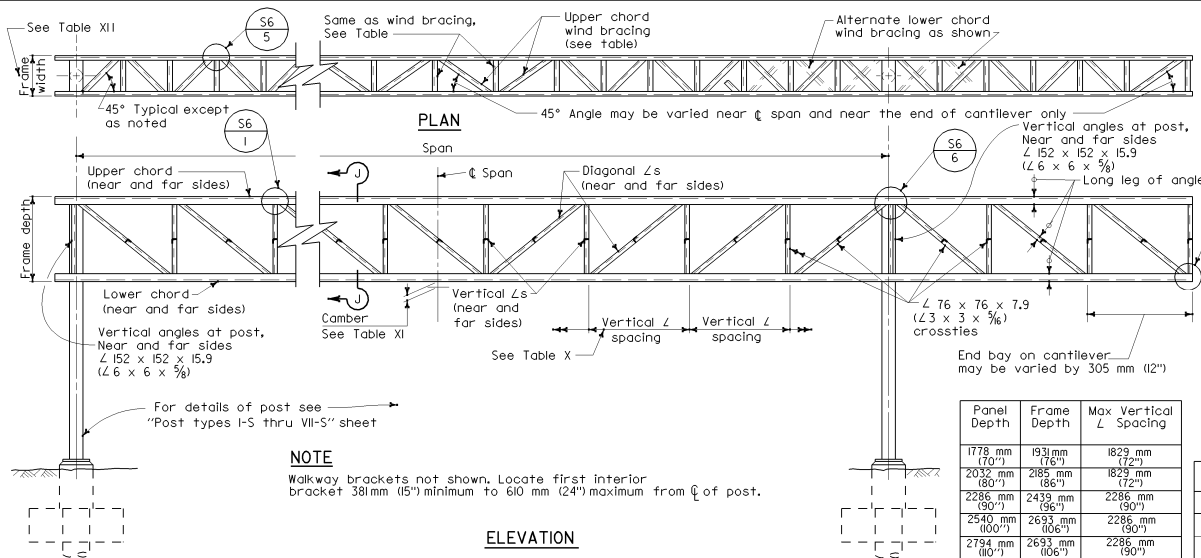 See Table XII
S6
5
Same as wind bracing,
See Table
Upper chord
wind bracing
(see table)
Alternate lower chord
wind bracing as shown
Frame
width
45° Typical except
as noted
PLAN
45° Angle may be varied near ℄ span and near the end of cantilever only
S6
1
Span
S6
6
Vertical angles at post,
Near and far sides
∠ 152 x 152 x 15.9
(∠ 6 x 6 x 5/8)
Upper chord
(near and far sides)
J
℄ Span
Diagonal ∠s
(near and far sides)
Long leg of angle
Frame depth
Lower chord
(near and far sides)
J
Camber
See Table XI
Vertical ∠s
(near and
far sides)
∠ 76 x 76 x 7.9
(∠3 x 3 x 5/16)
crossties
Vertical angles at post,
Near and far sides
∠ 152 x 152 x 15.9
(∠ 6 x 6 x 5/8)
Vertical ∠
spacing
Vertical ∠
spacing
See Table X
End bay on cantilever
may be varied by 305 mm (12")
For details of post see
"Post types I-S thru VII-S" sheet
NOTE
Walkway brackets not shown. Locate first interior
bracket 381 mm (15") minimum to 610 mm (24") maximum from ℄ of post.
ELEVATION
Panel Depth Frame Depth Max Vertical ∠ Spacing
1778 mm (70'') 1931 mm (76") 1829 mm (72")
2032 mm (80'') 2185 mm (86") 1829 mm (72")
2286 mm (90'') 2439 mm (96") 2286 mm (90")
2540 mm (100'') 2693 mm (106") 2286 mm (90")
2794 mm (110'') 2693 mm (106") 2286 mm (90")